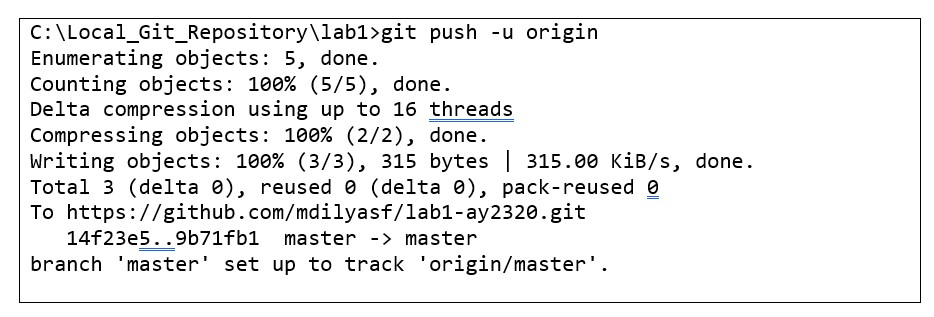 C:\Local_Git_Repository\lab1>git push -u origin
Enumerating objects: 5, done.
Counting objects: 100% (5/5), done.
Delta compression using up to 16 threads
Compressing objects: 100% (2/2), done.
Writing objects: 100% (3/3), 315 bytes | 315.00 KiB/s, done.
Total 3 (delta 0), reused 0 (delta 0), pack-reused 0
To https://github.com/mdilyasf/lab1-ay2320.git
   14f23e5..9b71fb1  master -> master
branch 'master' set up to track 'origin/master'.